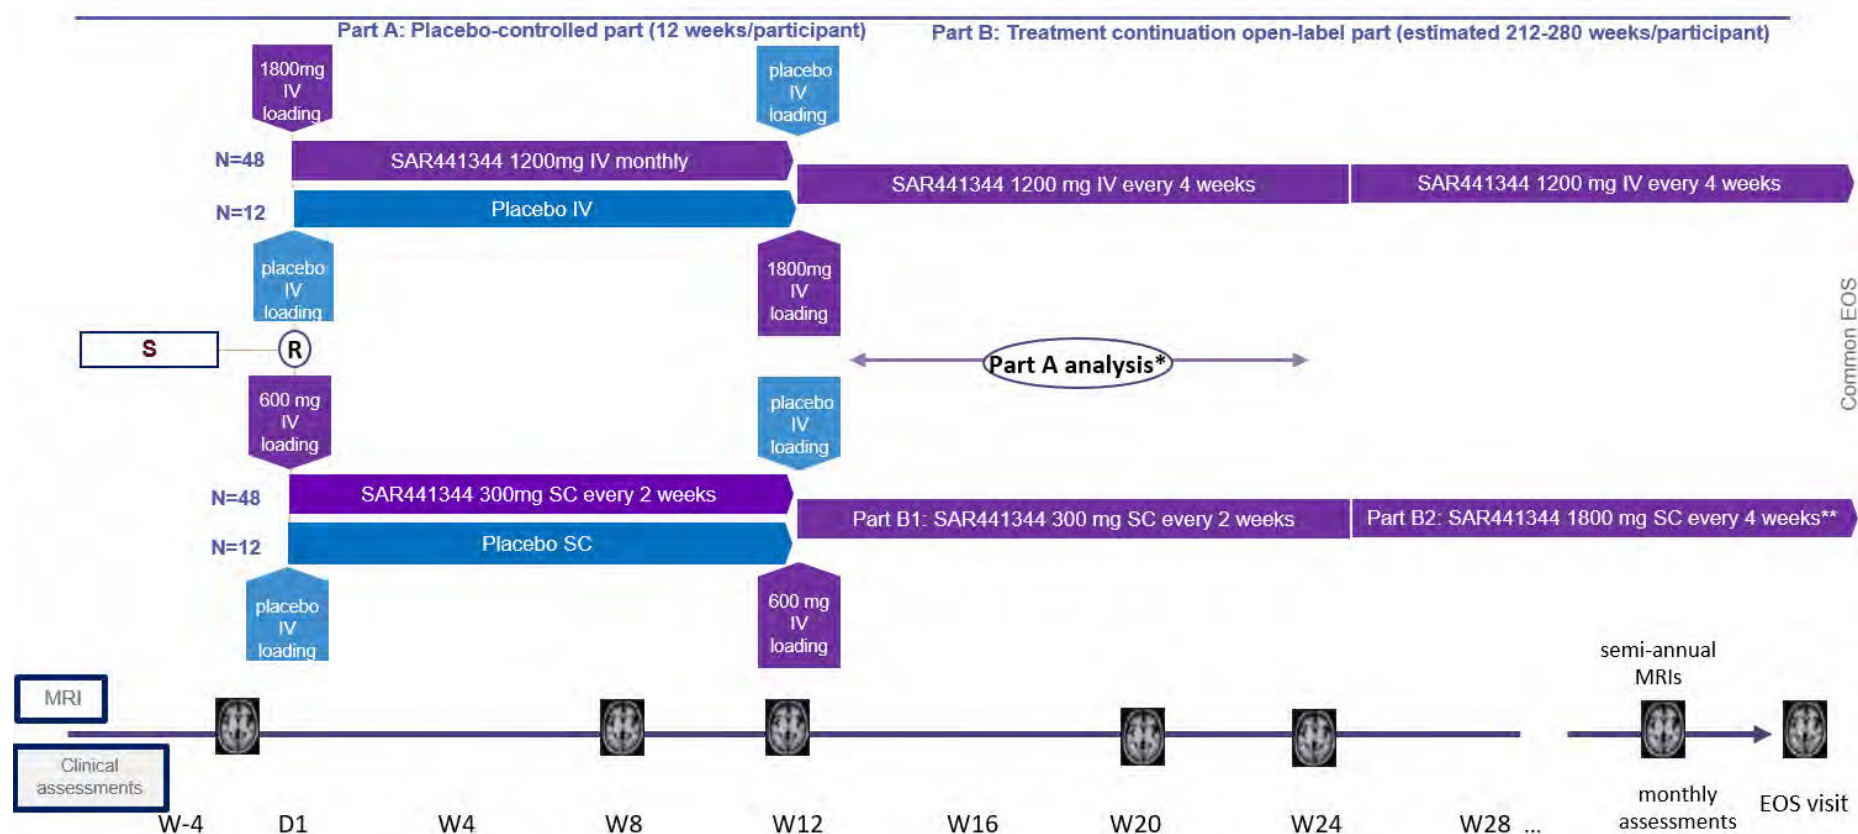 Part A: Placebo-controlled part (12 weeks/participant)
Part B: Treatment continuation open-label part (estimated 212-280 weeks/participant)
1800mg
IV
loading
placebo
IV
loading
N=48
SAR441344 1200mg IV monthly
SAR441344 1200 mg IV every 4 weeks
SAR441344 1200 mg IV every 4 weeks
N=12
Placebo IV
placebo
IV
loading
1800mg
IV
loading
S
R
Part A analysis*
Common EOS
600 mg
IV
loading
placebo
IV
loading
N=48
SAR441344 300mg SC every 2 weeks
Part B1: SAR441344 300 mg SC every 2 weeks
Part B2: SAR441344 1800 mg SC every 4 weeks**
N=12
Placebo SC
placebo
IV
loading
600 mg
IV
loading
semi-annual
MRIs
MRI
Clinical
assessments
W-4
D1
W4
W8
W12
W16
W20
W24
W28 ...
monthly
assessments
EOS visit